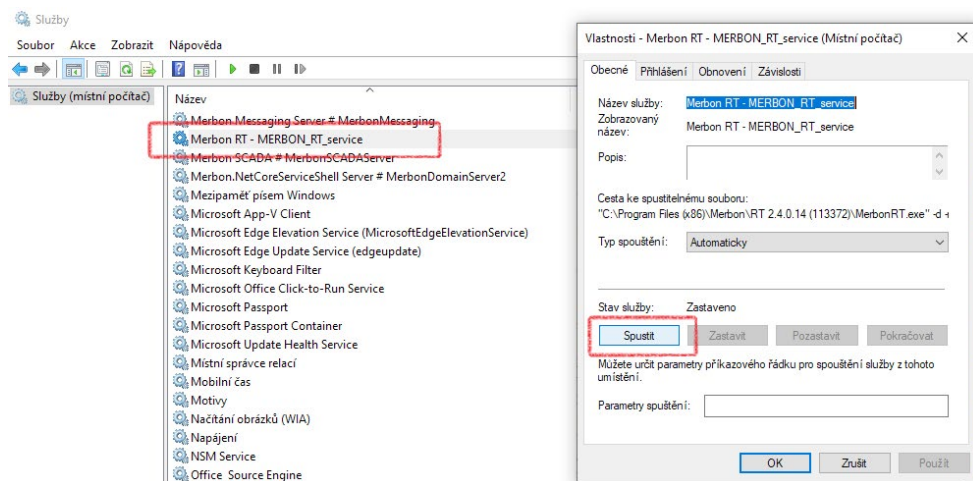 Služby
Soubor Akce Zobrazit Nápověda
Služby (místní počítač)
Název
Merbon Messaging Server # MerbonMessaging
Merbon RT - MERBON_RT_service
Merbon SCADA # MerbonSCADAServer
Merbon.NetCoreServiceShell Server # MerbonDomainServer2
Mezipaměť písem Windows
Microsoft App-V Client
Microsoft Edge Elevation Service (MicrosoftEdgeElevationService)
Microsoft Edge Update Service (edgeupdate)
Microsoft Keyboard Filter
Microsoft Office Click-to-Run Service
Microsoft Passport
Microsoft Passport Container
Microsoft Update Health Service
Místní správce relací
Mobilní čas
Motivy
Načítání obrázků (WIA)
Napájení
NSM Service
Office Source Engine
Vlastnosti - Merbon RT - MERBON_RT_service (Místní počítač)
Obecné Přihlášení Obnovení Závislosti
Název služby: Merbon RT - MERBON_RT_service
Zobrazovaný
název: Merbon RT - MERBON_RT_service
Popis:
Cesta ke spustitelnému souboru:
"C:\Program Files (x86)\Merbon\RT 2.4.0.14 (113372)\MerbonRT.exe" -d
Typ spouštění: Automaticky
Stav služby: Zastaveno
Spustit Zastavit Pozastavit Pokračovat
Můžete určit parametry příkazového řádku pro spouštění služby z tohoto
umístění.
Parametry spuštění:
OK Zrušit Použít